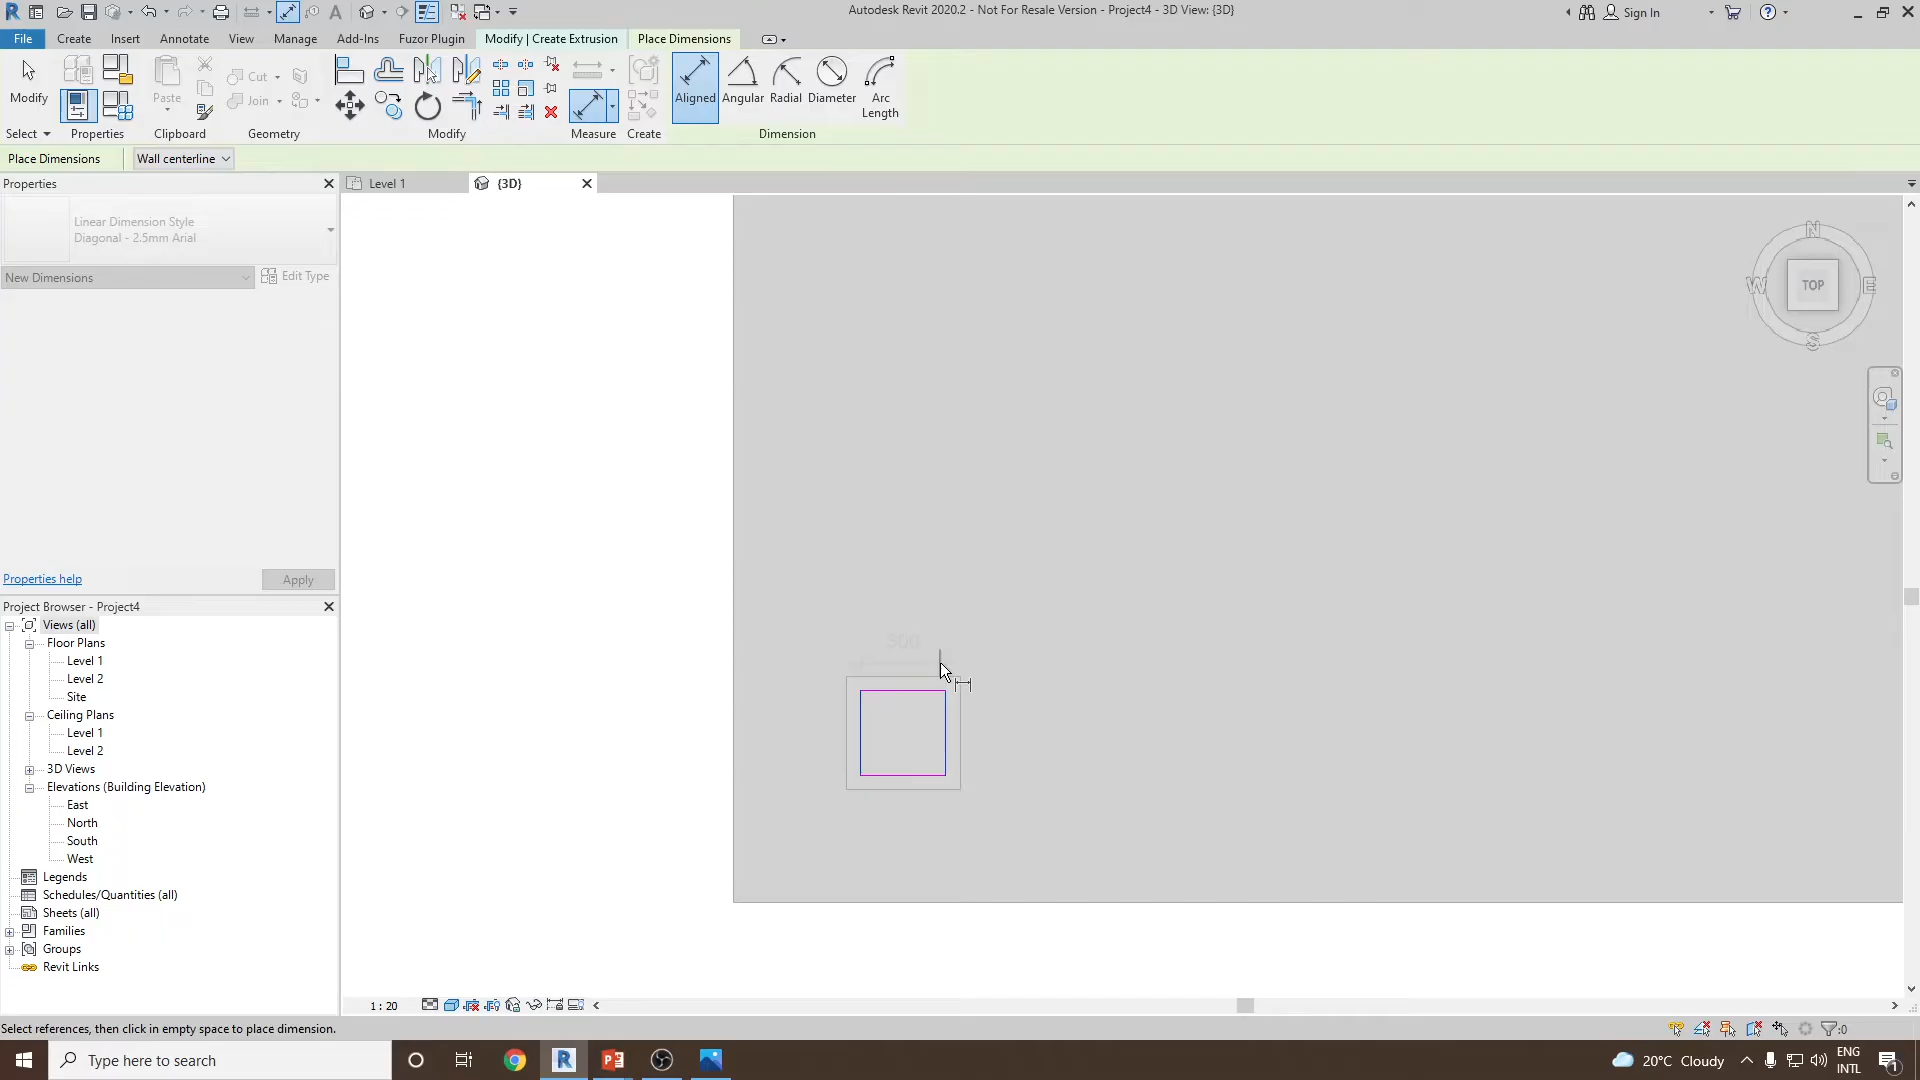 Autodesk Revit 2020.2 - Not For Resale Version - Project4 - 3D View: {3D}
Sign In
File
Create
Insert
Annotate
View
Manage
Add-Ins
Fuzor Plugin
Modify | Create Extrusion
Place Dimensions
Modify
Paste
Cut
Join
Aligned
Angular
Radial
Diameter
Arc
Length
Select
Properties
Clipboard
Geometry
Modify
Measure
Create
Dimension
Place Dimensions
Wall centerline
Properties
Level 1
{3D}
Linear Dimension Style
Diagonal - 2.5mm Arial
New Dimensions
Edit Type
N
W
TOP
E
S
Properties help
Apply
Project Browser - Project4
Views (all)
Floor Plans
Level 1
Level 2
Site
Ceiling Plans
Level 1
Level 2
3D Views
Elevations (Building Elevation)
East
North
South
West
Legends
Schedules/Quantities (all)
Sheets (all)
Families
Groups
Revit Links
1 : 20
Select references, then click in empty space to place dimension.
:0
Type here to search
20°C Cloudy
ENG
INTL
1